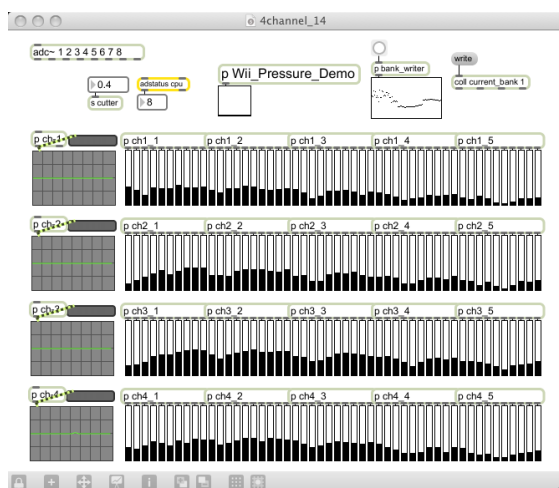 4channel_14
adc~ 1 2 3 4 5 6 7 8
0.4
s cutter
adstatus cpu
8
p Wii_Pressure_Demo
p bank_writer
write
coll current_bank 1
p ch1_1
p ch1_2
p ch1_3
p ch1_4
p ch1_5
p ch2_1
p ch2_2
p ch2_3
p ch2_4
p ch2_5
p ch3_1
p ch3_2
p ch3_3
p ch3_4
p ch3_5
p ch4_1
p ch4_2
p ch4_3
p ch4_4
p ch4_5